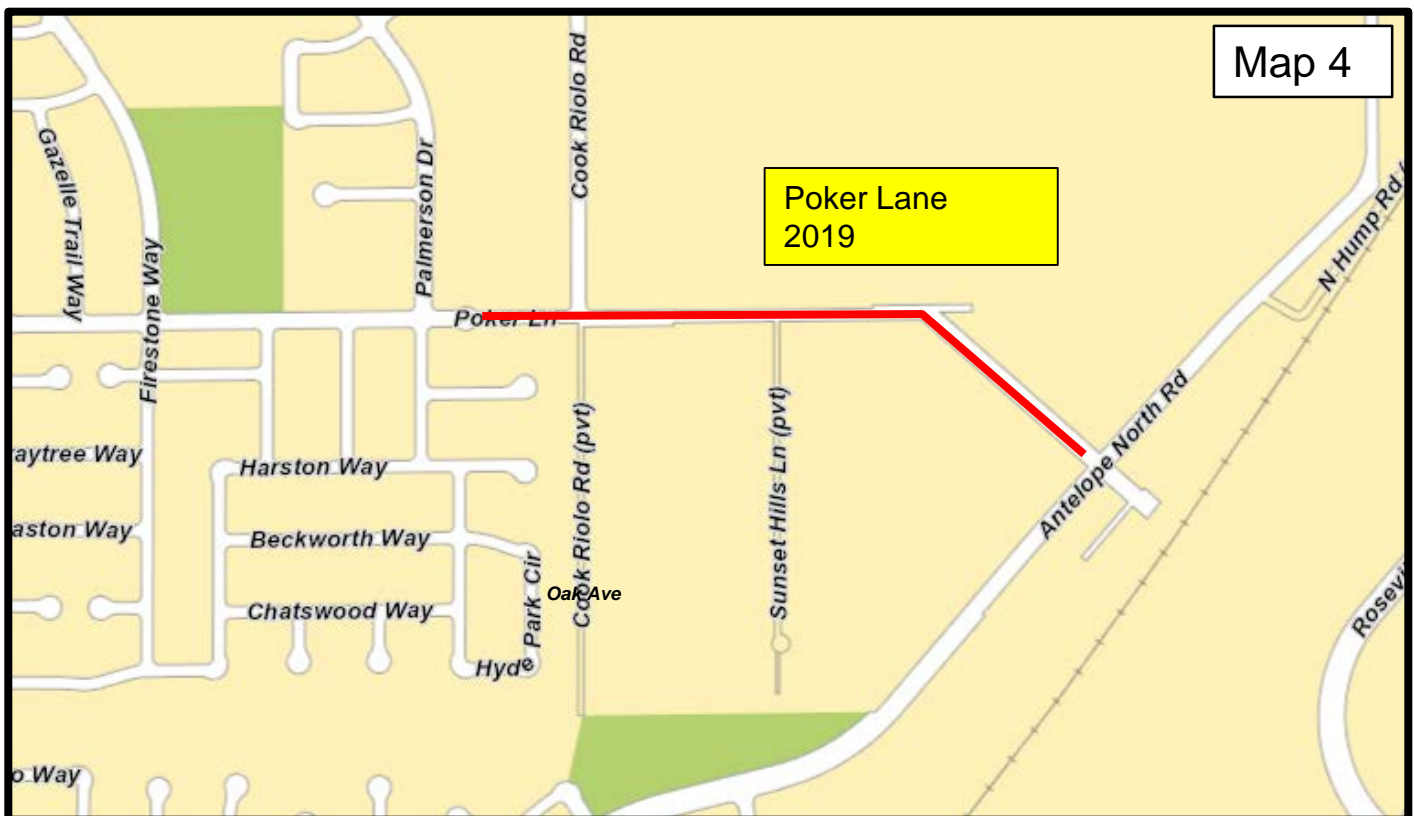 Map 4
Poker Lane
2019
Gazelle Trail Way
Firestone Way
Palmerson Dr
Cook Riolo Rd
Poker Ln
N Hump Rd
Antelope North Rd
aytree Way
Harston Way
aston Way
Beckworth Way
Chatswood Way
Hyde Park Cir
Oak Ave
Cook Riolo Rd (pvt)
Sunset Hills Ln (pvt)
Rosevi
o Way